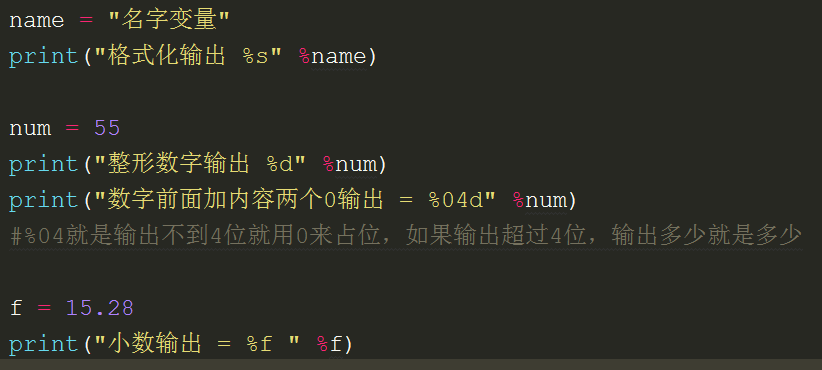 name = "名字变量"
print("格式化输出 %s" %name)
num = 55
print("整形数字输出 %d" %num)
print("数字前面加内容两个0输出 = %04d" %num)
#%04就是输出不到4位就用0来占位，如果输出超过4位，输出多少就是多少
f = 15.28
print("小数输出 = %f " %f)